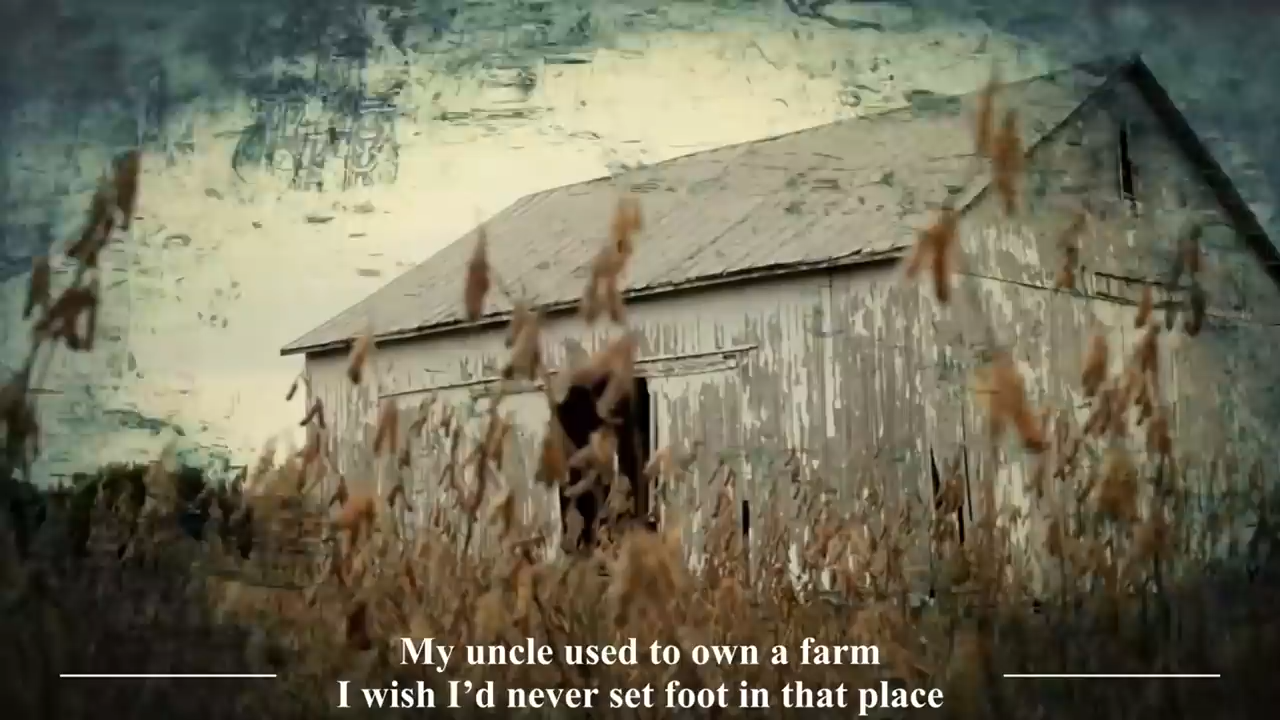 My uncle used to own a farm
I wish I’d never set foot in that place